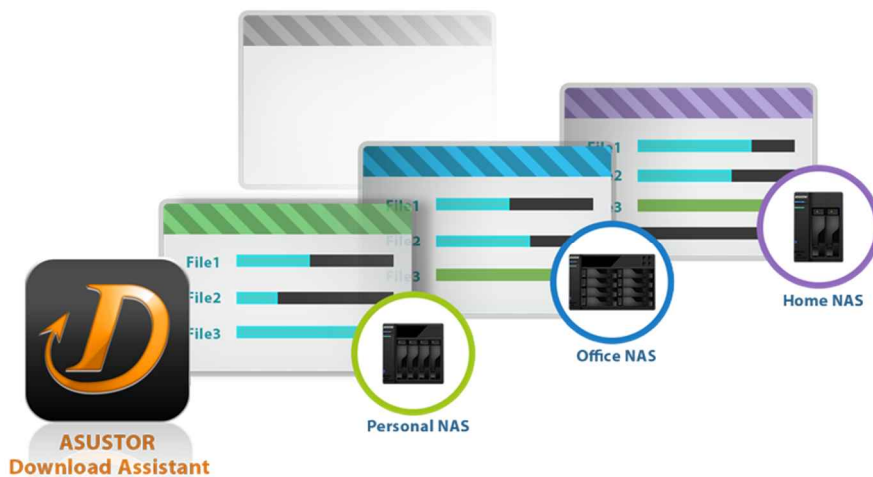 File1
File2
File3
File1
File2
File3
File1
File2
File3
Home NAS
Office NAS
Personal NAS
ASUSTOR
Download Assistant